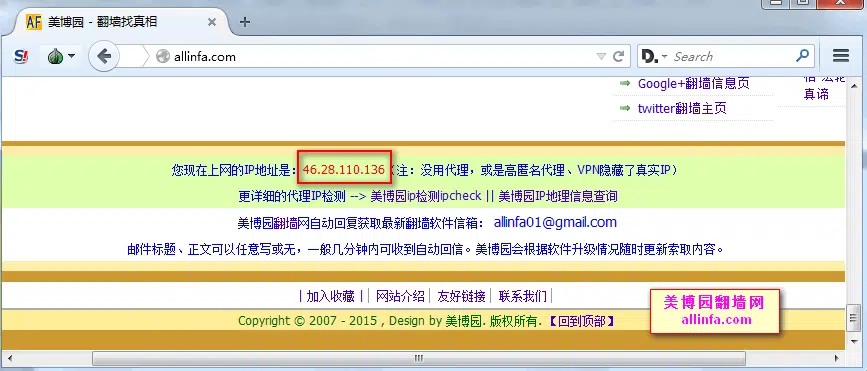 AF 美博园 - 翻墙找真相
S!
allinfa.com
D. Search
Google+翻墙信息页
真谛
twitter翻墙主页
您现在上网的IP地址是：46.28.110.136（注：没用代理，或是高匿名代理、VPN隐藏了真实IP）
更详细的代理IP检测 --> 美博园ip检测ipcheck || 美博园IP地理信息查询
美博园翻墙网自动回复获取最新翻墙软件信箱： allinfa01@gmail.com
邮件标题、正文可以任意写或无，一般几分钟内可收到自动回信。美博园会根据软件升级情况随时更新索取内容。
| 加入收藏 | | 网站介绍 | 友好链接 | 联系我们 |
美博园翻墙网
allinfa.com
Copyright © 2007 - 2015 , Design by 美博园. 版权所有. 【回到顶部】